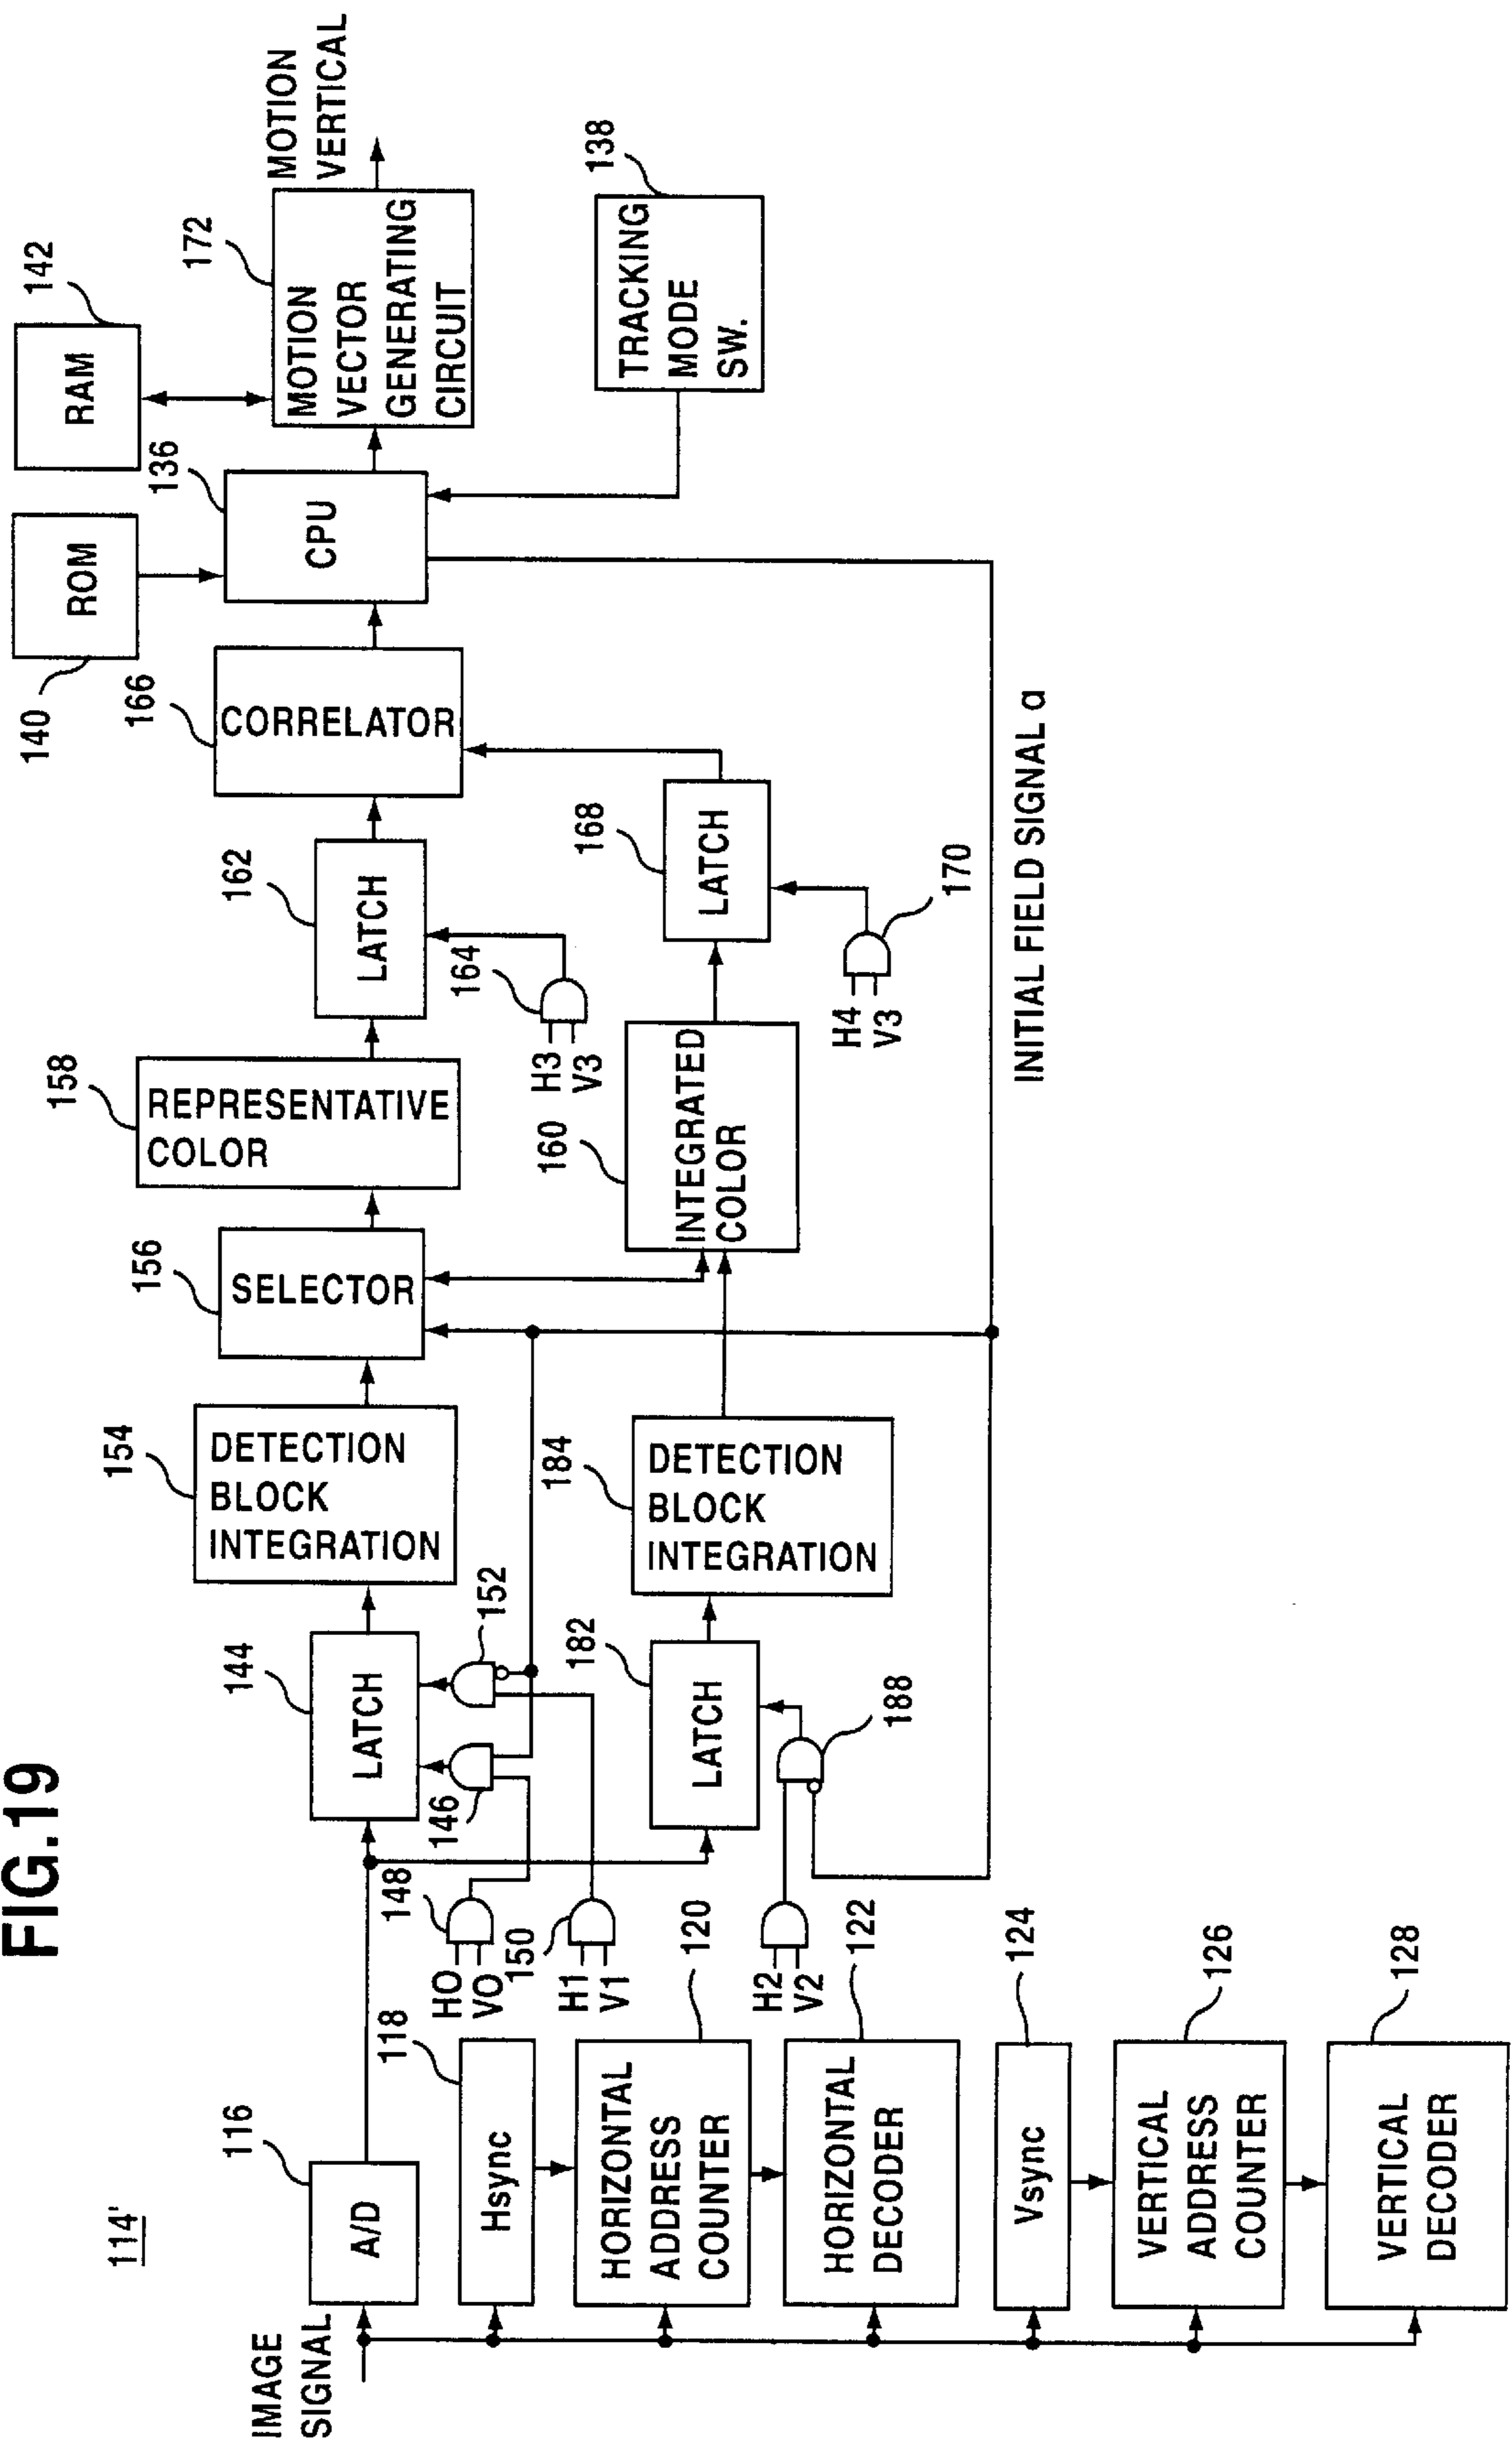 FIG.19
114'
IMAGE
SIGNAL
116
A/D
118
Hsync
120
HORIZONTAL
ADDRESS
COUNTER
122
HORIZONTAL
DECODER
124
Vsync
126
VERTICAL
ADDRESS
COUNTER
128
VERTICAL
DECODER
148
H0
V0
150
H1
V1
H2
V2
144
LATCH
146
152
182
LATCH
188
154
DETECTION
BLOCK
INTEGRATION
184
DETECTION
BLOCK
INTEGRATION
156
SELECTOR
158
REPRESENTATIVE
COLOR
160
INTEGRATED
COLOR
162
LATCH
164
H3
V3
168
LATCH
170
H4
V3
166
CORRELATOR
INITIAL FIELD SIGNAL α
140
ROM
136
CPU
142
RAM
172
MOTION
VECTOR
GENERATING
CIRCUIT
138
TRACKING
MODE
SW.
MOTION
VERTICAL